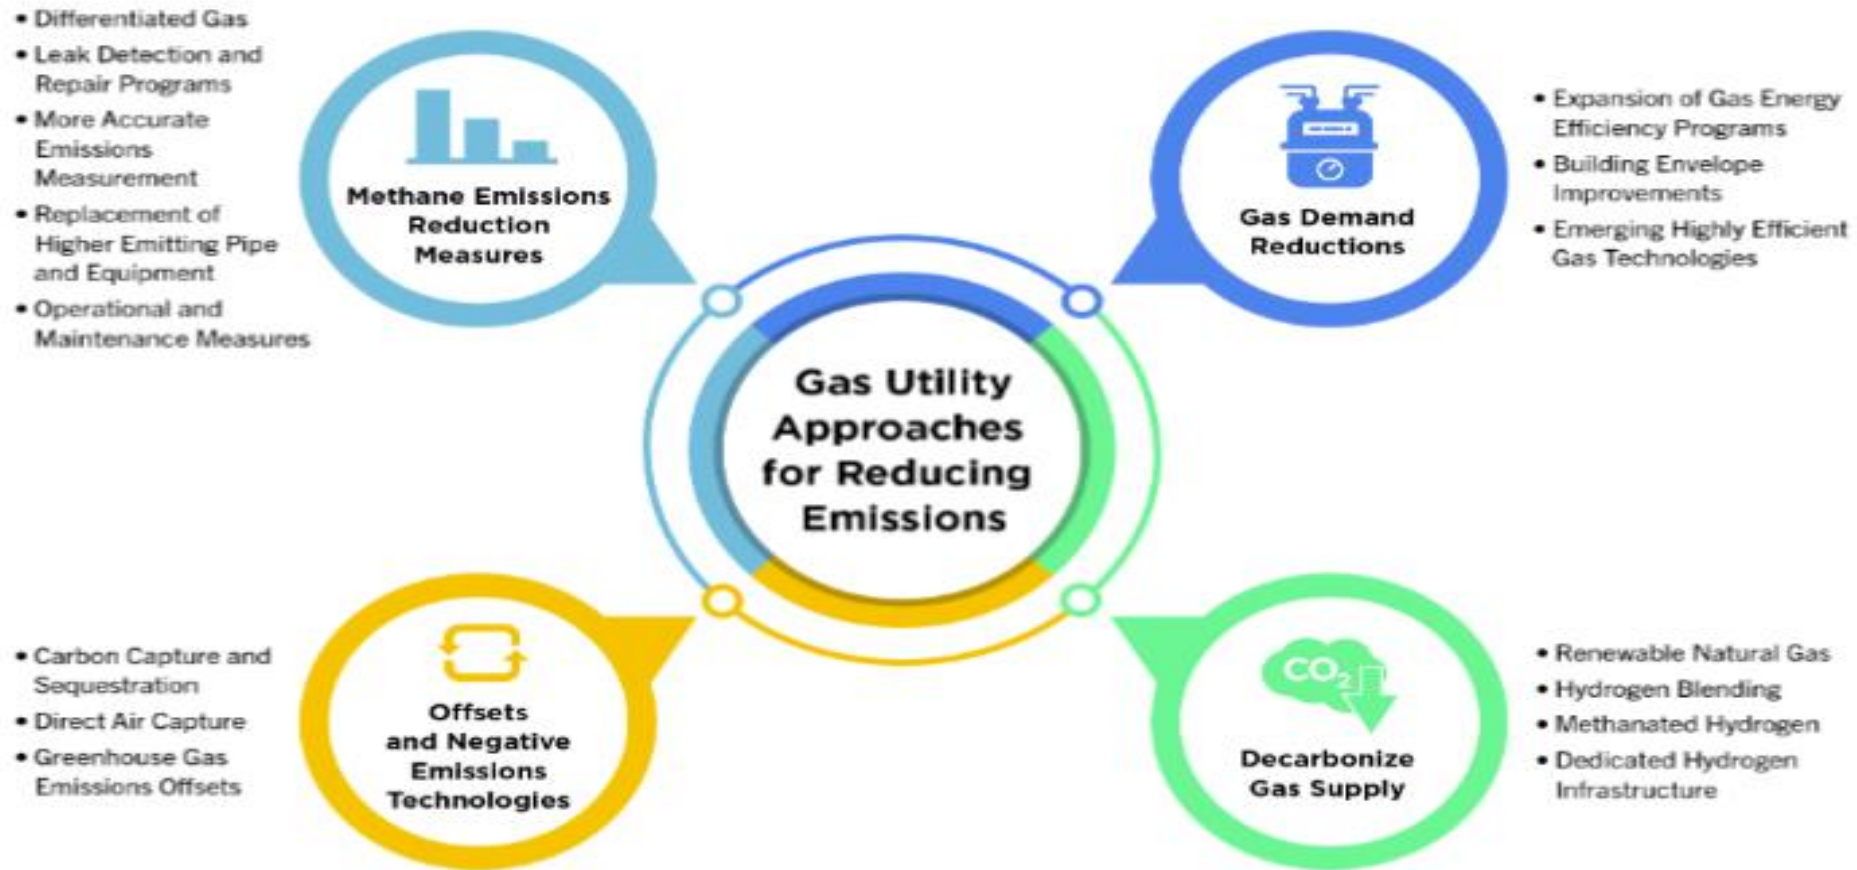 • Differentiated Gas
• Leak Detection and
Repair Programs
• More Accurate
Emissions
Measurement
• Replacement of
Higher Emitting Pipe
and Equipment
• Operational and
Maintenance Measures
Methane Emissions
Reduction
Measures
Gas Demand
Reductions
• Expansion of Gas Energy
Efficiency Programs
• Building Envelope
Improvements
• Emerging Highly Efficient
Gas Technologies
Gas Utility
Approaches
for Reducing
Emissions
• Carbon Capture and
Sequestration
• Direct Air Capture
• Greenhouse Gas
Emissions Offsets
Offsets
and Negative
Emissions
Technologies
CO₂
Decarbonize
Gas Supply
• Renewable Natural Gas
• Hydrogen Blending
• Methanated Hydrogen
• Dedicated Hydrogen
Infrastructure